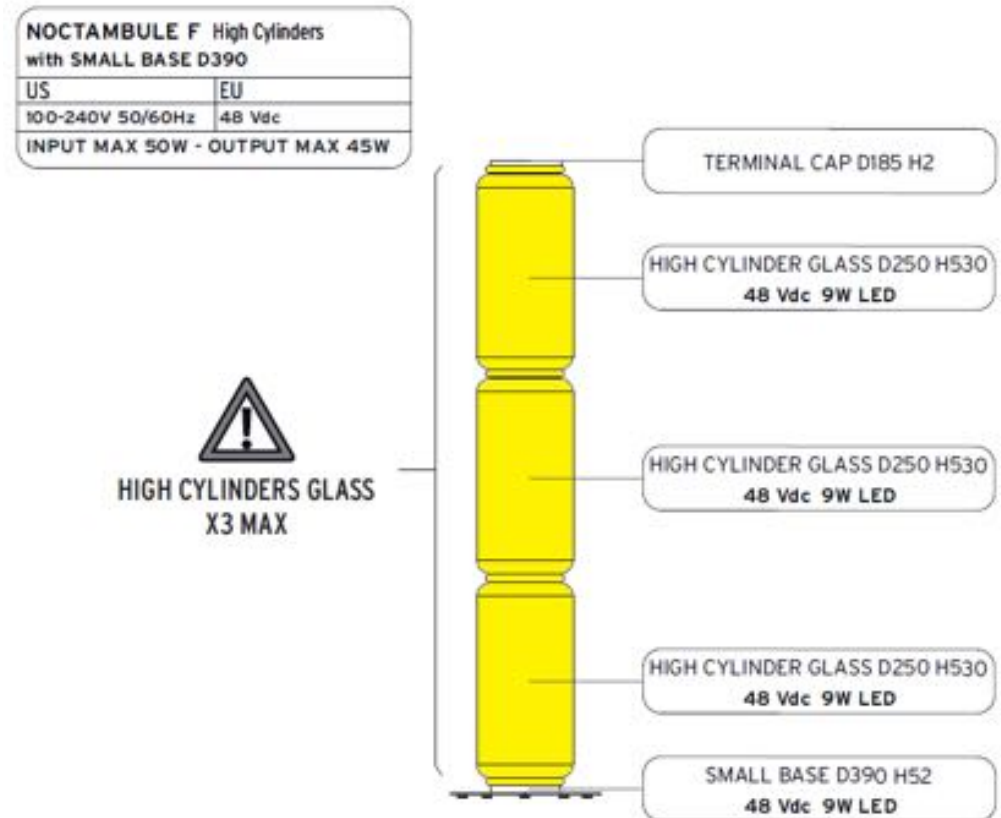 NOCTAMBULE F High Cylinders
with SMALL BASE D390
US EU
100-240V 50/60Hz 48 Vdc
INPUT MAX 50W - OUTPUT MAX 45W
TERMINAL CAP D185 H2
HIGH CYLINDER GLASS D250 H530
48 Vdc 9W LED
HIGH CYLINDERS GLASS
X3 MAX
HIGH CYLINDER GLASS D250 H530
48 Vdc 9W LED
HIGH CYLINDER GLASS D250 H530
48 Vdc 9W LED
SMALL BASE D390 H52
48 Vdc 9W LED